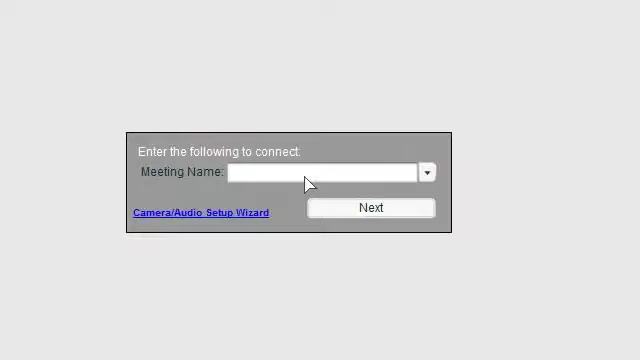 Enter the following to connect:
Meeting Name:
Camera/Audio Setup Wizard
Next